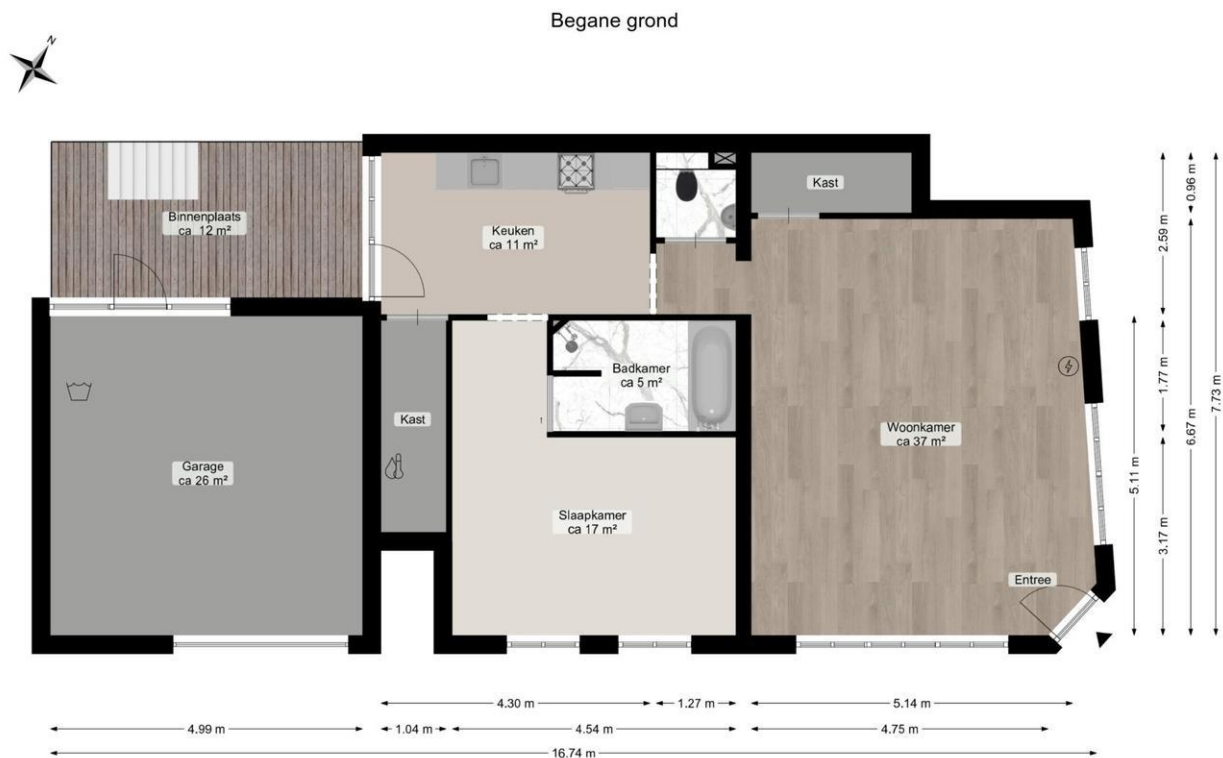 Begane grond
N
Binnenplaats
ca. 12 m²
Keuken
ca 11 m²
Kast
Badkamer
ca 5 m²
Kast
Garage
ca 26 m²
Slaapkamer
ca 17 m²
Woonkamer
ca 37 m²
Entree
0.96 m
2.59 m
1.77 m
6.67 m
7.73 m
5.11 m
3.17 m
4.30 m
1.27 m
5.14 m
4.99 m
1.04 m
4.54 m
4.75 m
16.74 m